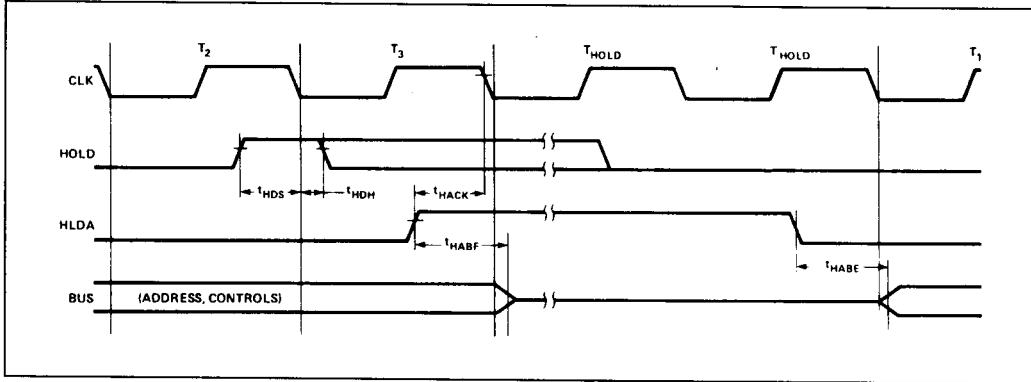 T2 T3 THOLD THOLD T1
CLK
HOLD
tHDS tHDH tHACK
HLDA
tHABF tHABE
BUS (ADDRESS, CONTROLS)